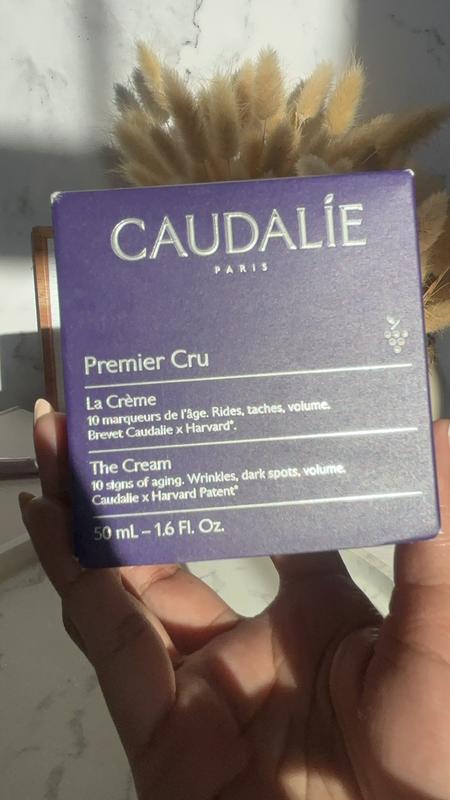 CAUDALÍE
PARIS
Premier Cru
La Crème
10 marqueurs de l'âge. Rides, taches, volume.
Brevet Caudalie x Harvard*.
The Cream
10 signs of aging. Wrinkles, dark spots, volume.
Caudalie x Harvard Patent*
50 mL – 1.6 Fl. Oz.